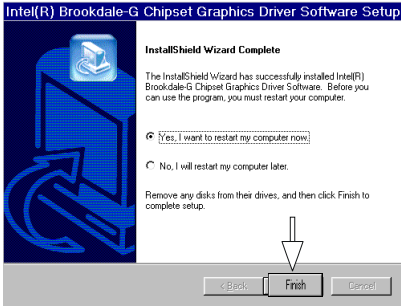 Intel(R) Brookdale-G Chipset Graphics Driver Software Setup
InstallShield Wizard Complete
The InstallShield Wizard has successfully installed Intel(R)
Brookdale-G Chipset Graphics Driver Software. Before you
can use the program, you must restart your computer.
Yes, I want to restart my computer now.
No, I will restart my computer later.
Remove any disks from their drives, and then click Finish to
complete setup.
< Back
Finish
Cancel